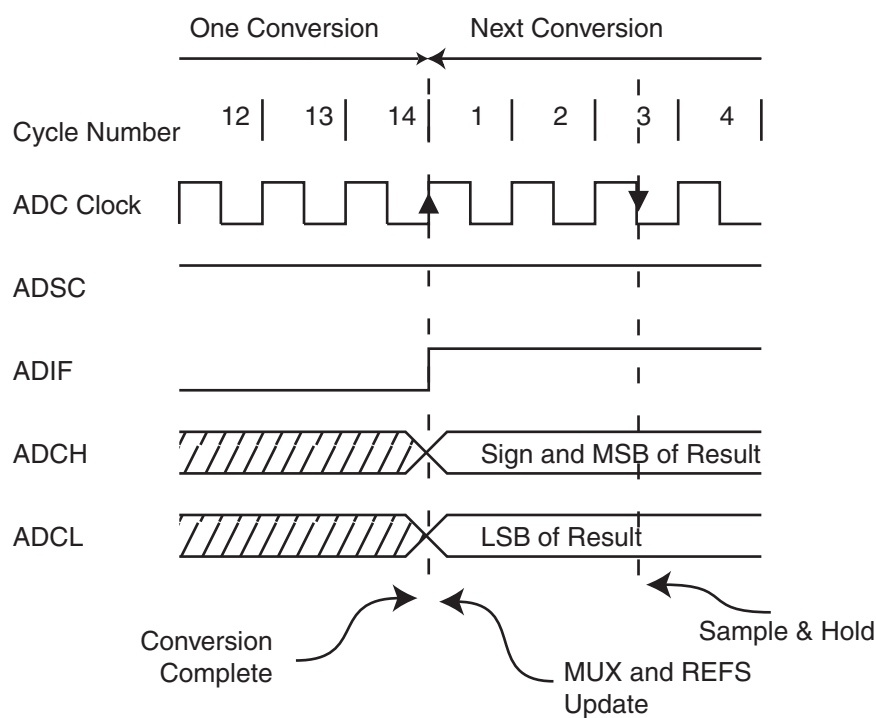 One Conversion Next Conversion
Cycle Number 12 13 14 1 2 3 4
ADC Clock
ADSC
ADIF
ADCH Sign and MSB of Result
ADCL LSB of Result
Conversion
Complete
MUX and REFS
Update
Sample & Hold